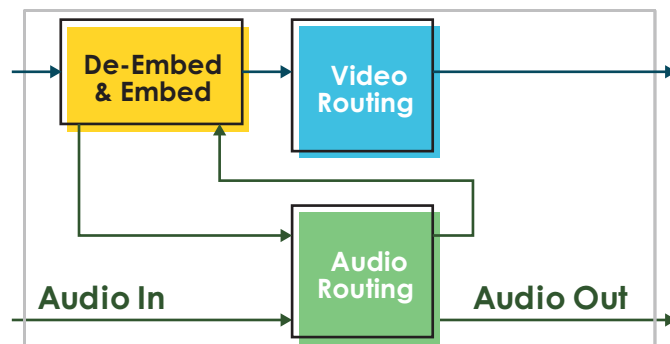 De-Embed
& Embed
Video
Routing
Audio
Routing
Audio In
Audio Out